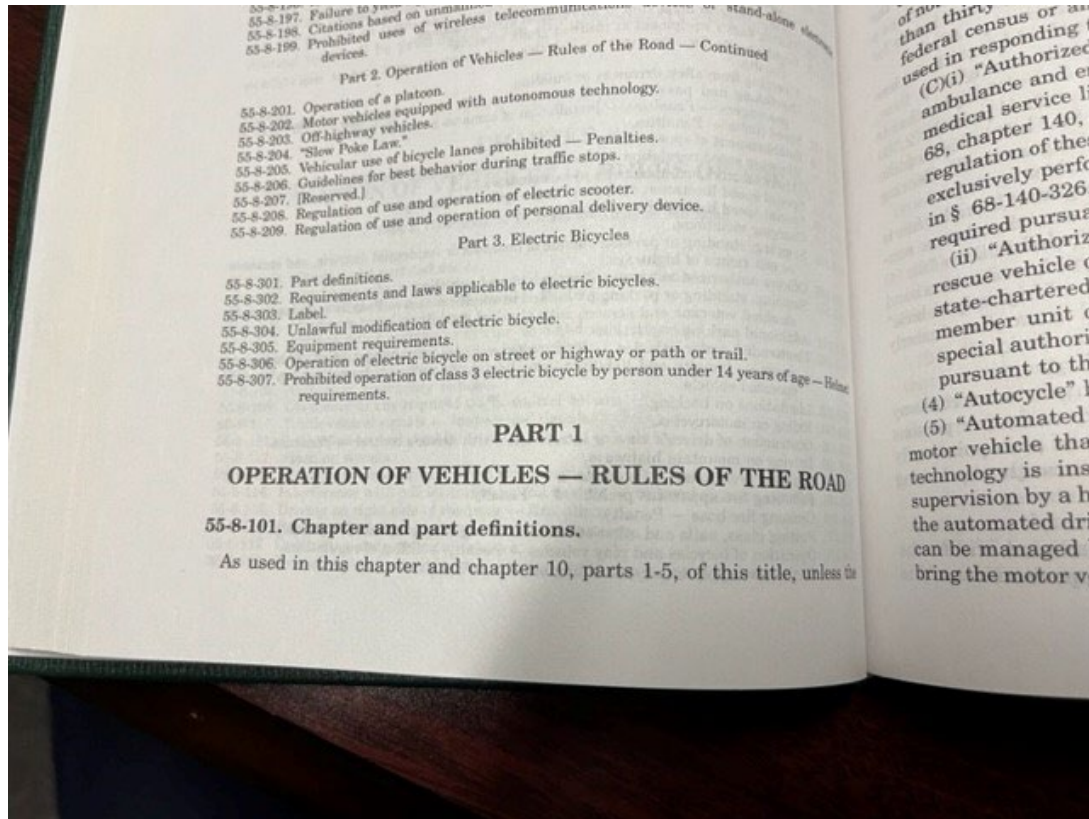 55-8-197. Failure to
55-8-198. Citations based on
55-8-199. Prohibited uses of wireless stand-alone electronic
devices.
Part 2. Operation of Vehicles — Rules of the Road — Continued
55-8-201. Operation of a platoon.
55-8-202. Motor vehicles equipped with autonomous technology.
55-8-203. Off-highway vehicles.
55-8-204. "Slow Poke Law."
55-8-205. Vehicular use of bicycle lanes prohibited — Penalties.
55-8-206. Guidelines for best behavior during traffic stops.
55-8-207. [Reserved.]
55-8-208. Regulation of use and operation of electric scooter.
55-8-209. Regulation of use and operation of personal delivery device.
Part 3. Electric Bicycles
55-8-301. Part definitions.
55-8-302. Requirements and laws applicable to electric bicycles.
55-8-303. Label.
55-8-304. Unlawful modification of electric bicycle.
55-8-305. Equipment requirements.
55-8-306. Operation of electric bicycle on street or highway or path or trail.
55-8-307. Prohibited operation of class 3 electric bicycle by person under 14 years of age —
requirements.
PART 1
OPERATION OF VEHICLES — RULES OF THE ROAD
55-8-101. Chapter and part definitions.
As used in this chapter and chapter 10, parts 1-5, of this title, unless the
than thirty
federal census or
used in responding
(C)(i) "Authorized
ambulance and
medical service
68, chapter 140,
regulation of
exclusively
in § 68-140-326
required
(ii)
rescue vehicle
state-chartered
member unit
special
pursuant to
(4) "Autocycle"
(5) "Automated
motor vehicle
technology is
supervision by a
the automated
can be managed
bring the motor